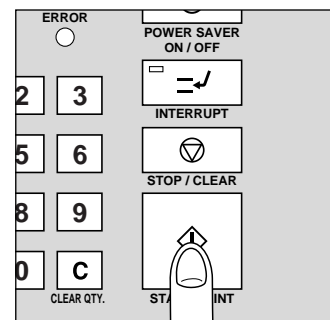 ERROR
POWER SAVER
ON / OFF
2 3
INTERRUPT
5 6
STOP / CLEAR
8 9
0 C
CLEAR QTY.